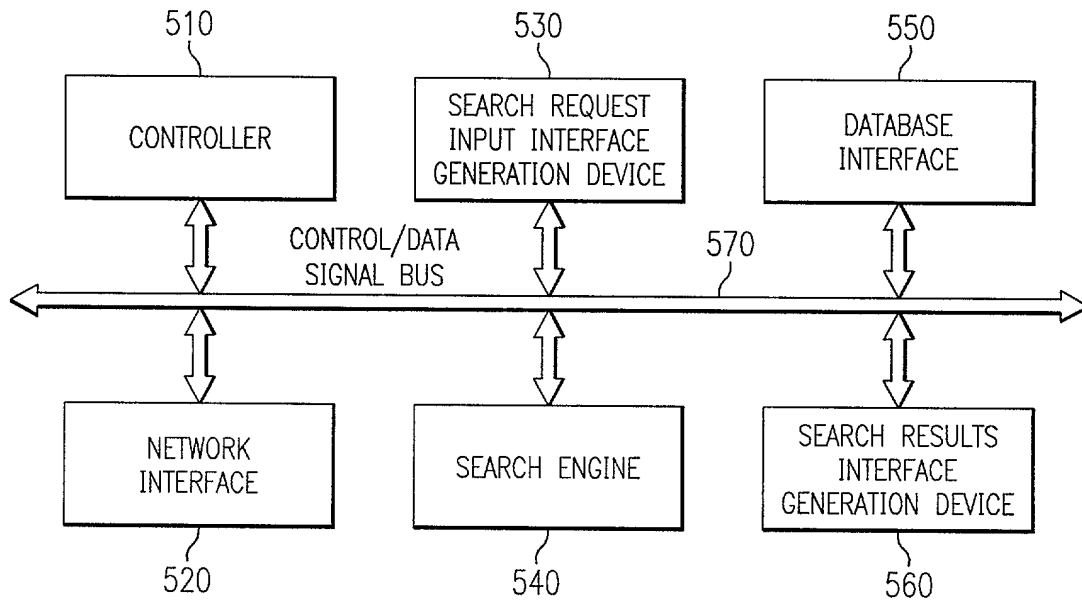 510
530
550
CONTROLLER
SEARCH REQUEST
INPUT INTERFACE
GENERATION DEVICE
DATABASE
INTERFACE
CONTROL/DATA
SIGNAL BUS
570
NETWORK
INTERFACE
SEARCH ENGINE
SEARCH RESULTS
INTERFACE
GENERATION DEVICE
520
540
560